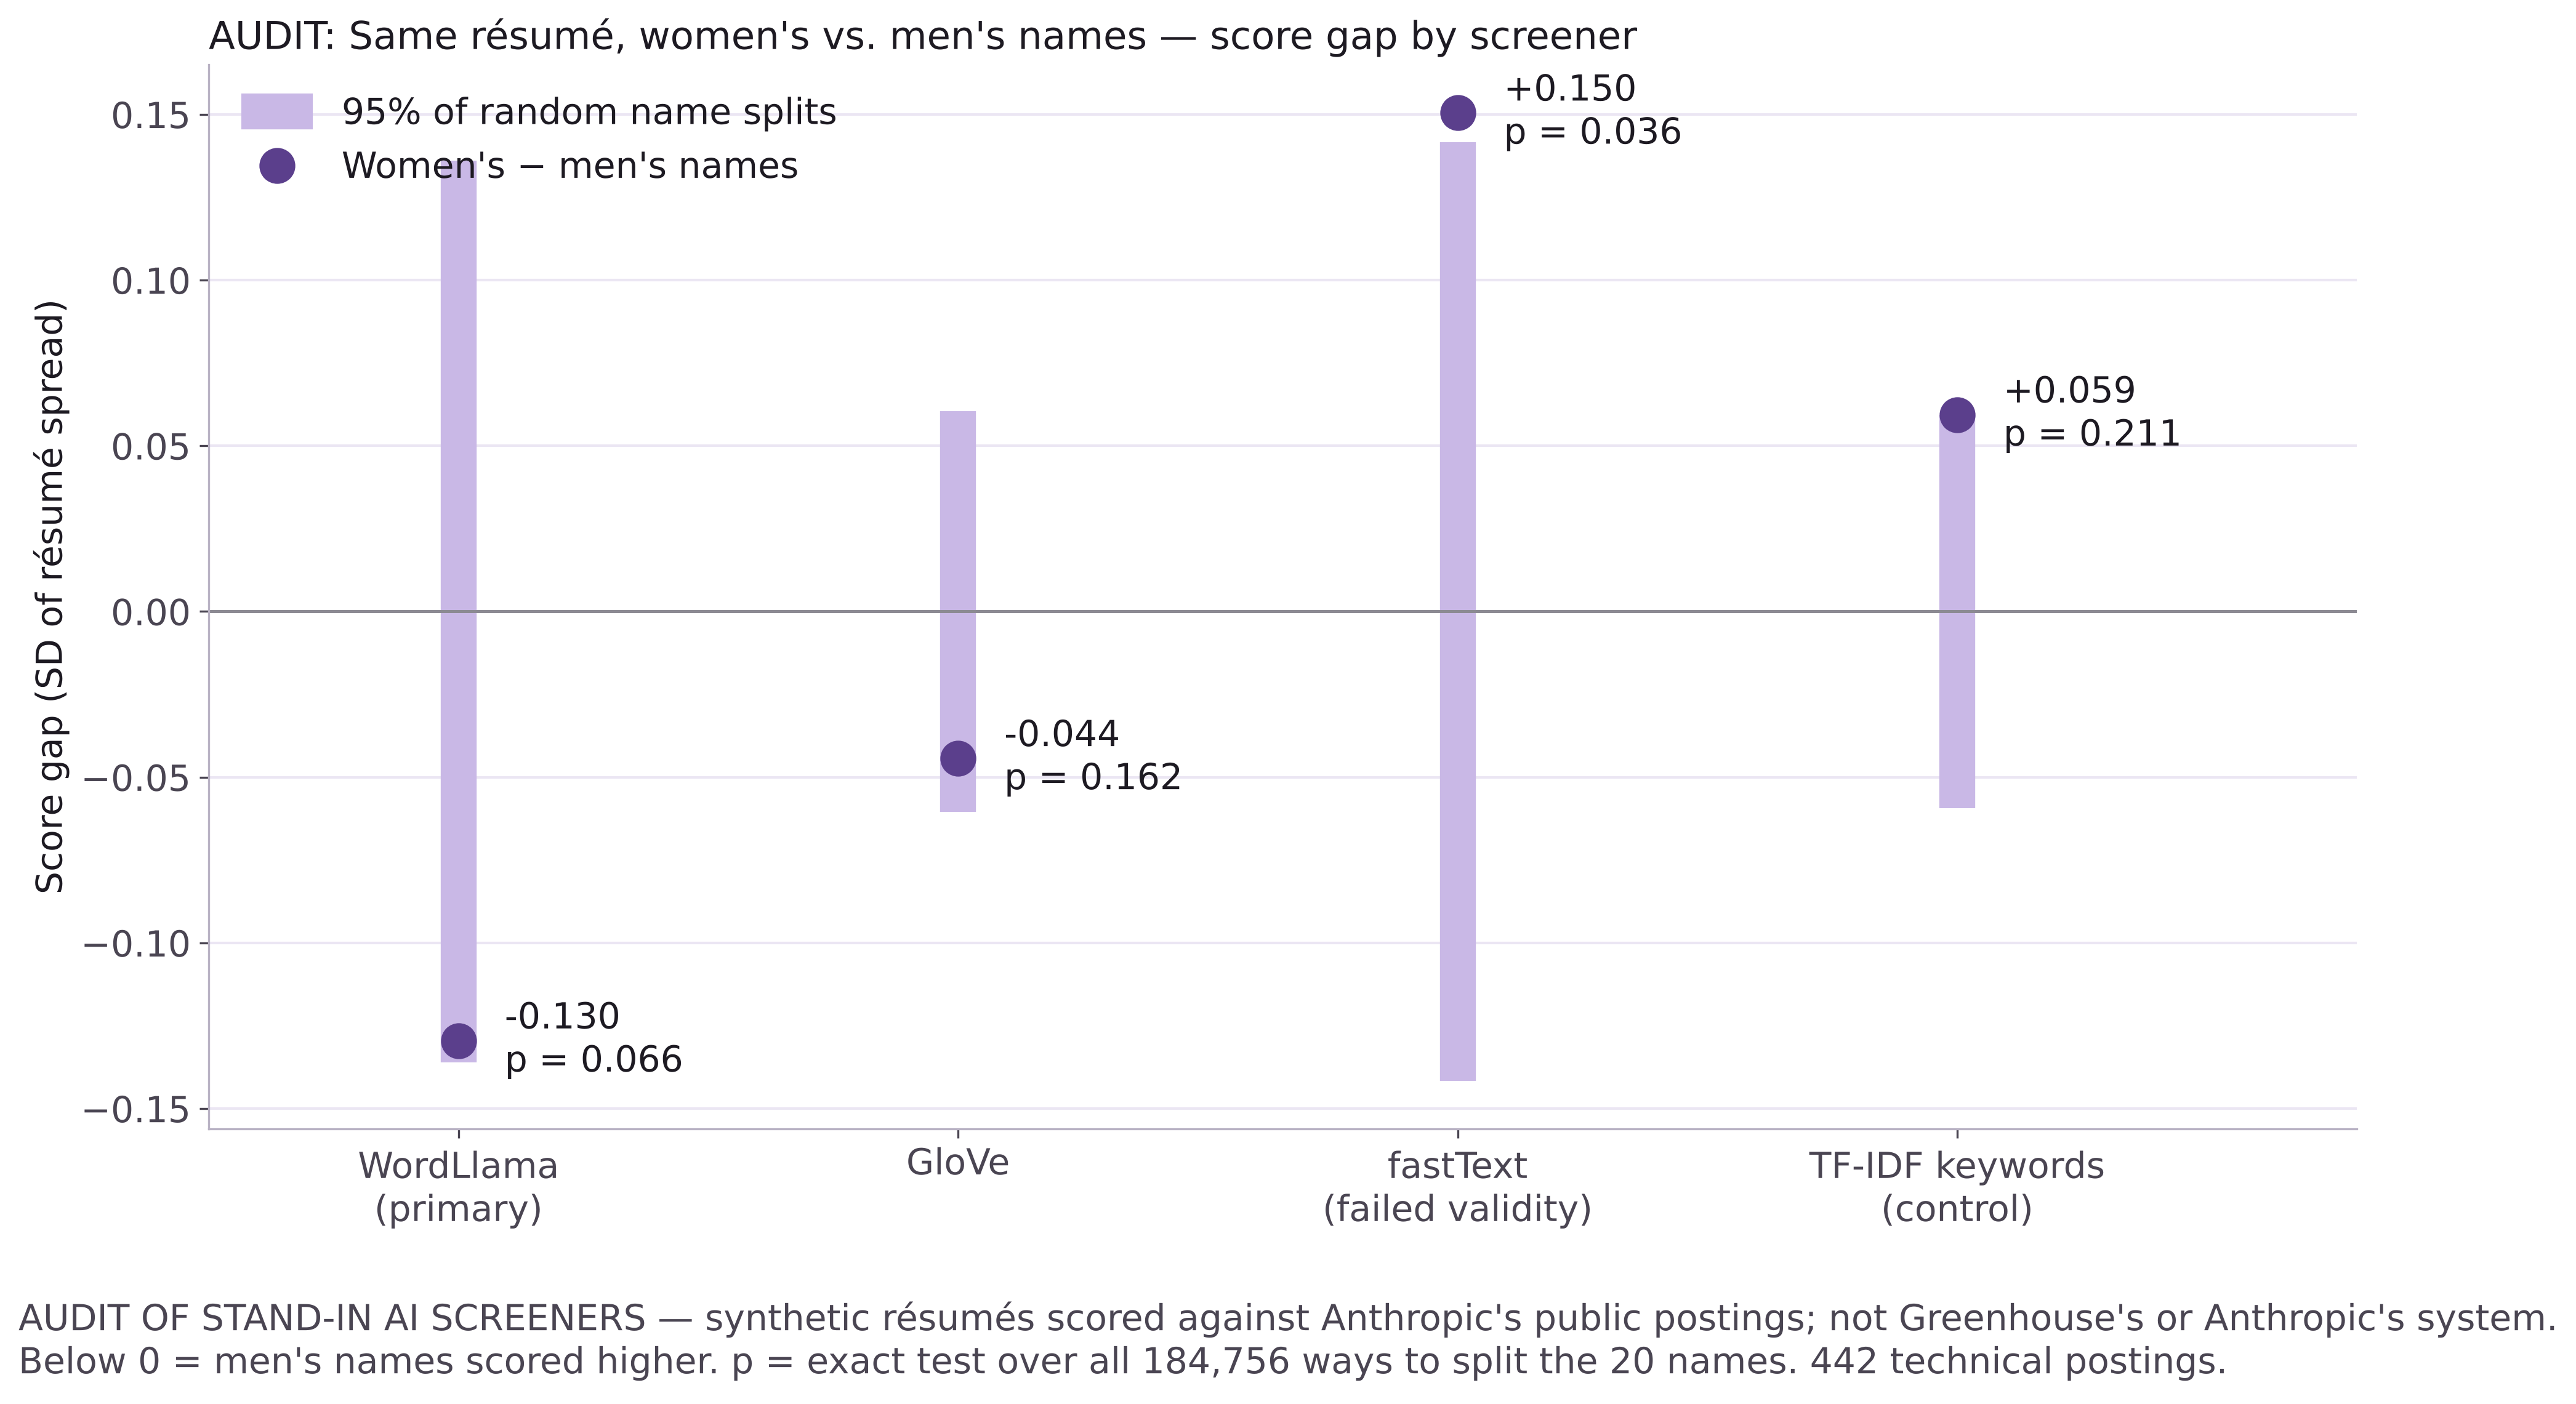 AUDIT: Same résumé, women's vs. men's names — score gap by screener
95% of random name splits
Women's − men's names
Score gap (SD of résumé spread)
0.15
0.10
0.05
0.00
−0.05
−0.10
−0.15
-0.130
p = 0.066
-0.044
p = 0.162
+0.150
p = 0.036
+0.059
p = 0.211
WordLlama
(primary)
GloVe
fastText
(failed validity)
TF-IDF keywords
(control)
AUDIT OF STAND-IN AI SCREENERS — synthetic résumés scored against Anthropic's public postings; not Greenhouse's or Anthropic's system.
Below 0 = men's names scored higher. p = exact test over all 184,756 ways to split the 20 names. 442 technical postings.